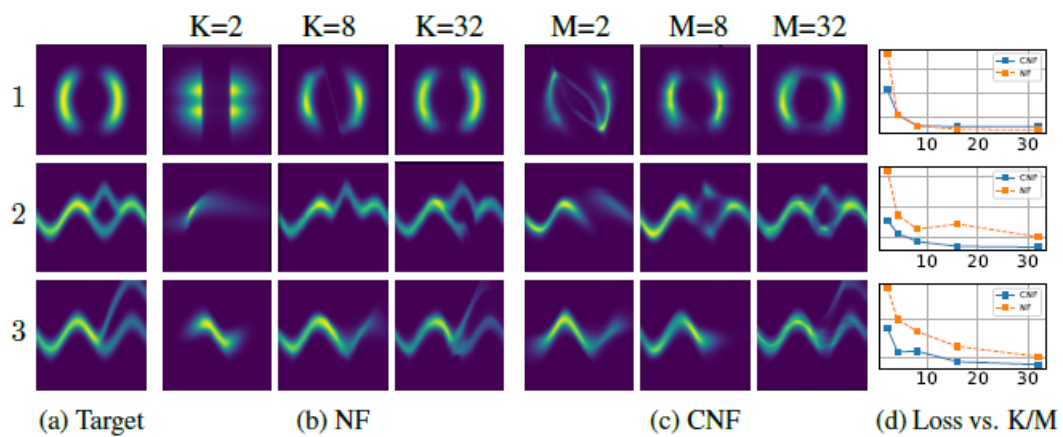 K=2 K=8 K=32 M=2 M=8 M=32
1
CNF
NF
10 20 30
2
CNF
NF
10 20 30
3
CNF
NF
10 20 30
(a) Target (b) NF (c) CNF (d) Loss vs. K/M